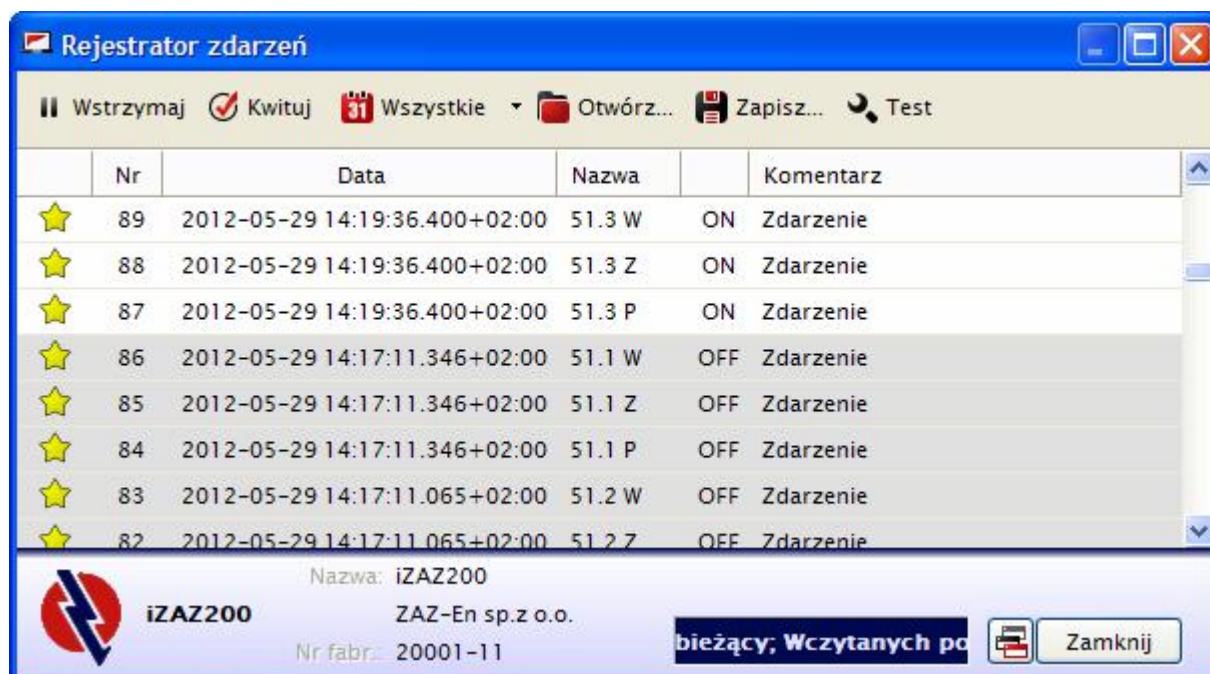 Rejestrator zdarzeń
Wstrzymaj Kwituj 31 Wszystkie Otwórz... Zapisz... Test
Nr Data Nazwa Komentarz
89 2012-05-29 14:19:36.400+02:00 51.3 W ON Zdarzenie
88 2012-05-29 14:19:36.400+02:00 51.3 Z ON Zdarzenie
87 2012-05-29 14:19:36.400+02:00 51.3 P ON Zdarzenie
86 2012-05-29 14:17:11.346+02:00 51.1 W OFF Zdarzenie
85 2012-05-29 14:17:11.346+02:00 51.1 Z OFF Zdarzenie
84 2012-05-29 14:17:11.346+02:00 51.1 P OFF Zdarzenie
83 2012-05-29 14:17:11.065+02:00 51.2 W OFF Zdarzenie
82 2012-05-29 14:17:11.065+02:00 51.2 Z OFF Zdarzenie
Nazwa: iZAZ200
iZAZ200 ZAZ-En sp.z o.o.
Nr fabr.: 20001-11
bieżący; Wczytanych po Zamknij